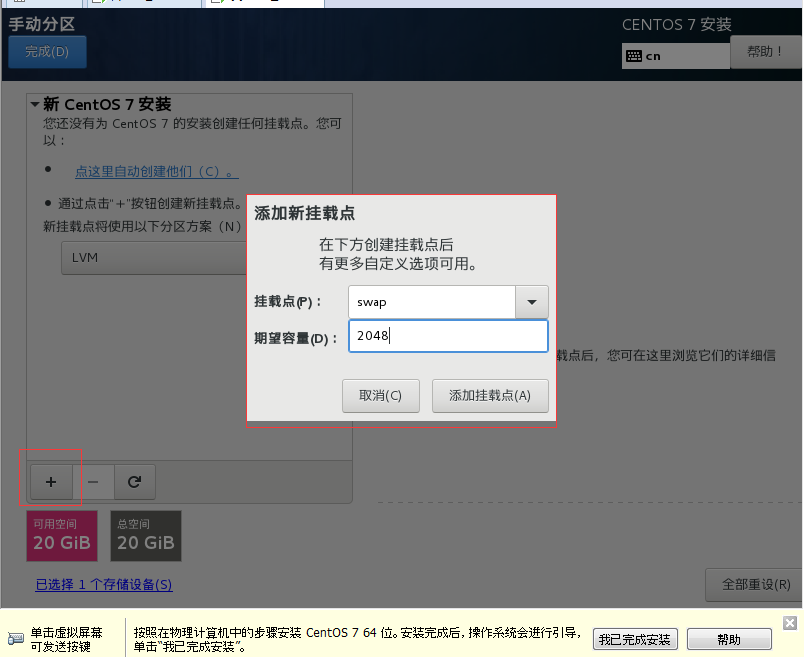 手动分区
CENTOS 7 安装
完成(D)
cn
帮助！
新 CentOS 7 安装
您还没有为 CentOS 7 的安装创建任何挂载点。您可
以：
点这里自动创建他们（C）。
通过点击"+"按钮创建新挂载点。
新挂载点将使用以下分区方案（N）
LVM
添加新挂载点
在下方创建挂载点后
有更多自定义选项可用。
挂载点(P)：
swap
期望容量(D)：
2048
取消(C)
添加挂载点(A)
载点后，您可在这里浏览它们的详细信
可用空间
20 GiB
总空间
20 GiB
已选择 1 个存储设备(S)
全部重设(R)
单击虚拟屏幕
可发送按键
按照在物理计算机中的步骤安装 CentOS 7 64 位。安装完成后，操作系统会进行引导，
单击"我已完成安装"。
我已完成安装
帮助